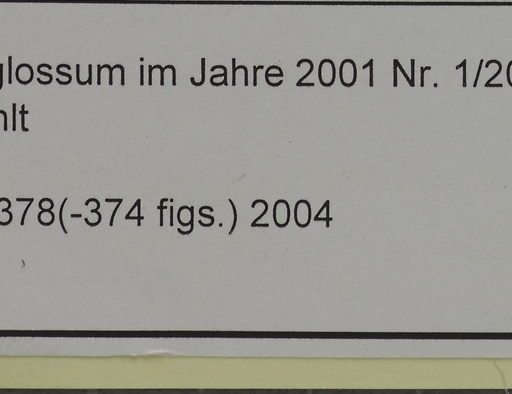 glossum im Jahre 2001 Nr. 1/20
hlt
378(-374 figs.) 2004